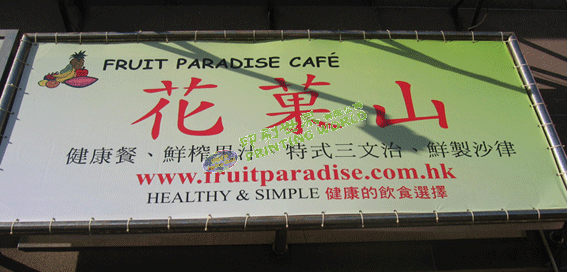 FRUIT PARADISE CAFÉ
花菓山
健康餐、鮮榨果汁、特式三文治、鮮製沙律
www.fruitparadise.com.hk
HEALTHY & SIMPLE 健康的飲食選擇